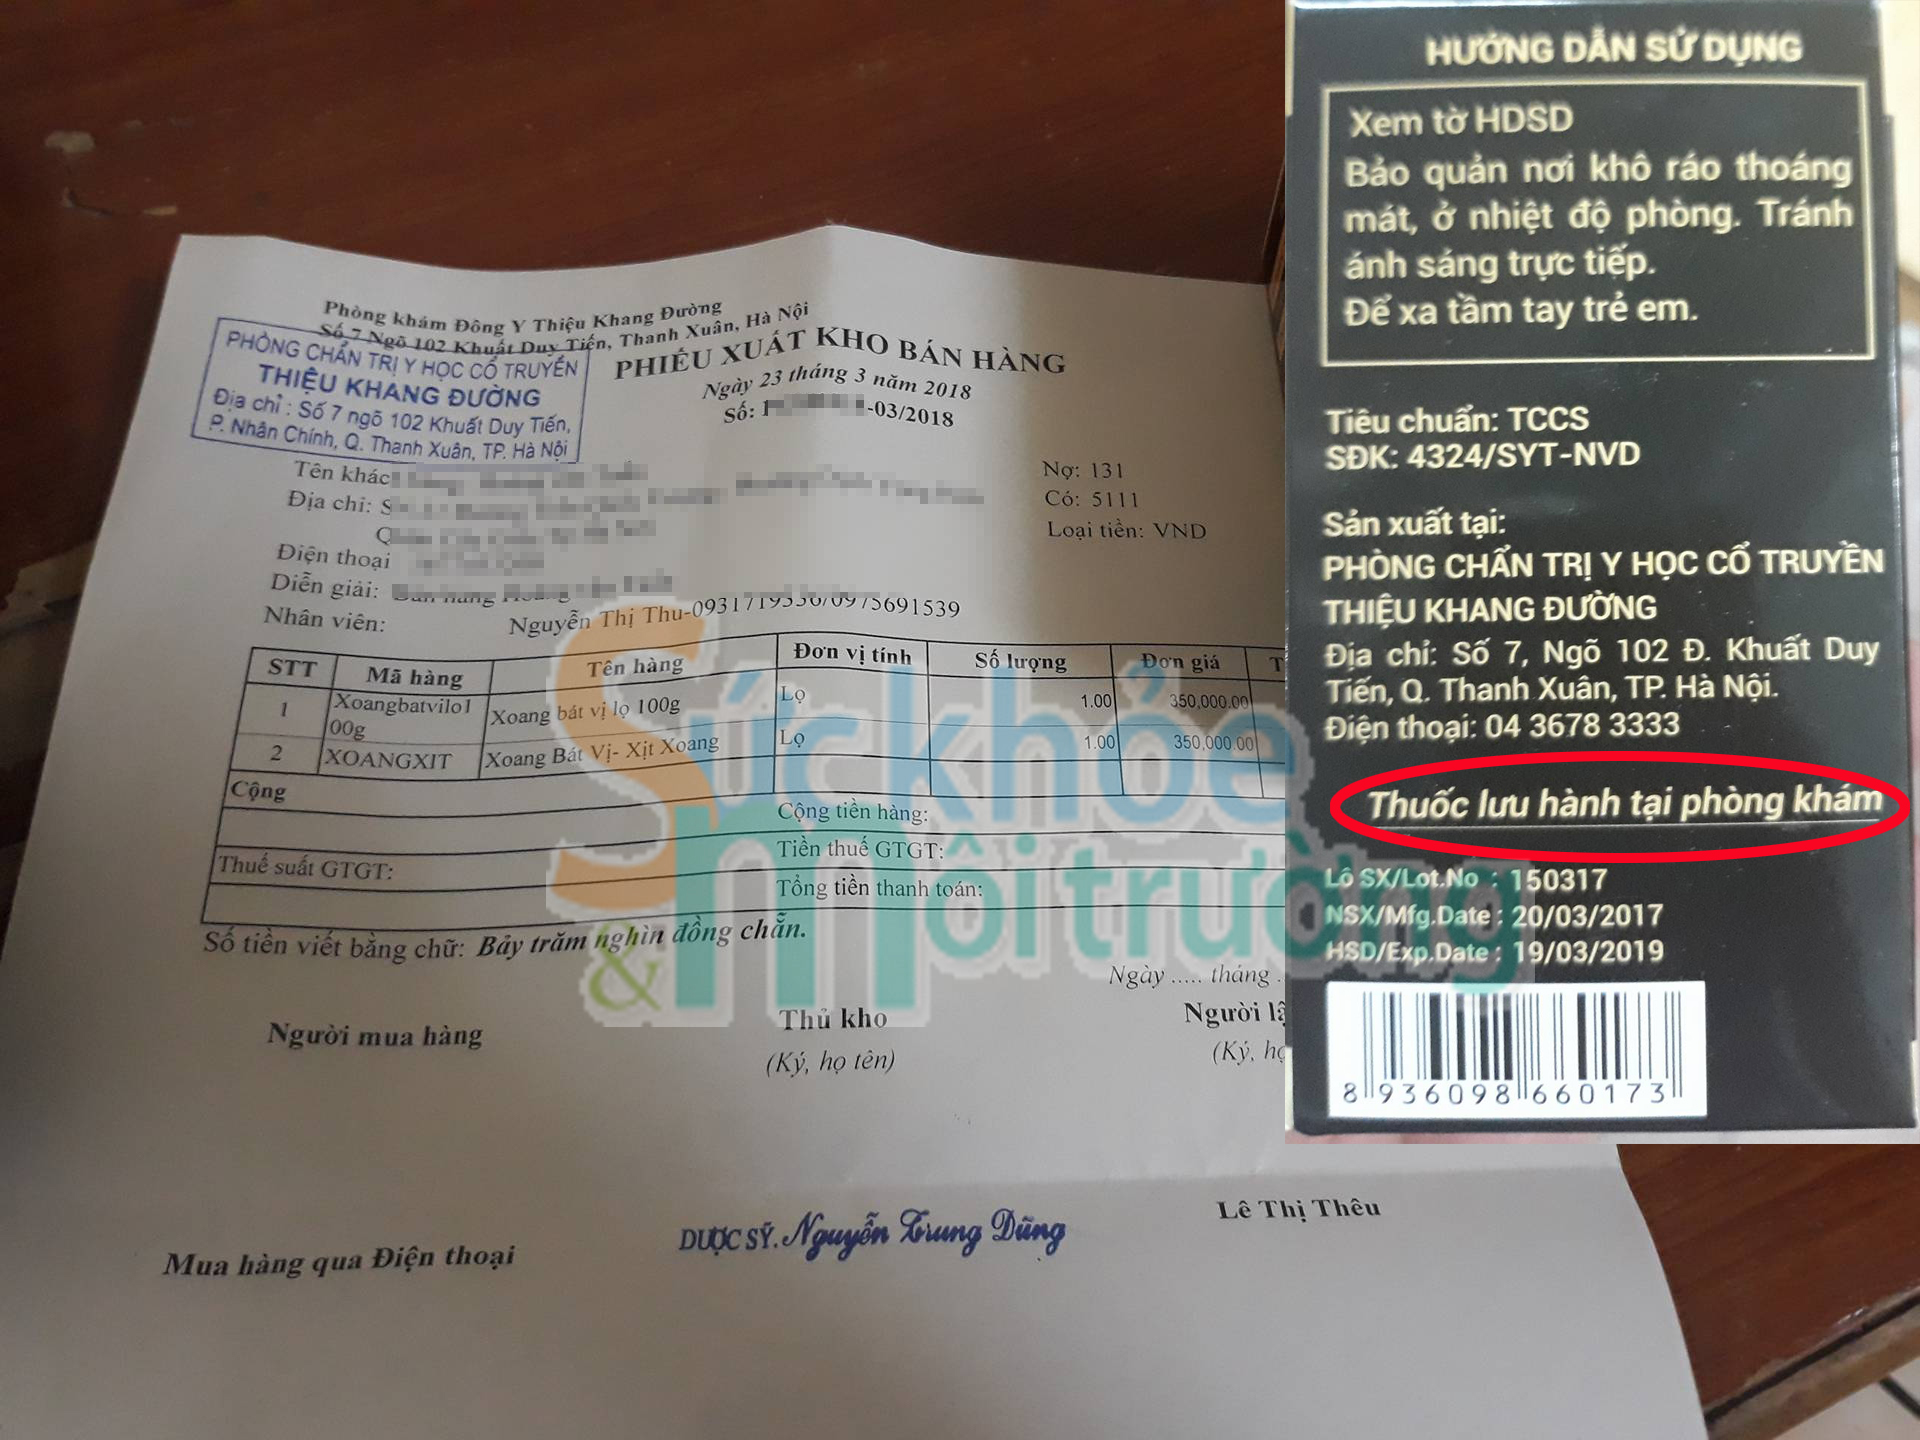 Phòng khám Đông Y Thiệu Khang Đường
Số 7 Ngõ 102 Khuất Duy Tiến, Thanh Xuân, Hà Nội
PHÒNG CHẨN TRỊ Y HỌC CỔ TRUYỀN
THIỆU KHANG ĐƯỜNG
Địa chỉ : Số 7 ngõ 102 Khuất Duy Tiến,
P. Nhân Chính, Q. Thanh Xuân, TP. Hà Nội
PHIẾU XUẤT KHO BÁN HÀNG
Ngày 23 tháng 3 năm 2018
Số: -03/2018
Tên khác
Địa chỉ: S
Điện thoại
Diễn giải:
Nhân viên: Nguyễn Thị Thu-0931719536/0975691539
Nợ: 131
Có: 5111
Loại tiền: VND
STT Mã hàng Tên hàng Đơn vị tính Số lượng Đơn giá T
1 Xoangbatvilo1 Xoang bát vị lọ 100g Lọ 1.00 350,000.00
00g
2 XOANGXIT Xoang Bát Vị- Xịt Xoang Lọ 1.00 350,000.00
Cộng
Cộng tiền hàng:
Thuế suất GTGT: Tiền thuế GTGT:
Tổng tiền thanh toán:
Số tiền viết bằng chữ: Bảy trăm nghìn đồng chẵn.
Ngày ..... tháng .
Người mua hàng Thủ kho Người lậ
(Ký, họ tên) (Ký, họ
Mua hàng qua Điện thoại
DƯỢC SỸ. Nguyễn Trung Dũng
Lê Thị Thêu
Sức khỏe
& Môi trường
HƯỚNG DẪN SỬ DỤNG
Xem tờ HDSD
Bảo quản nơi khô ráo thoáng
mát, ở nhiệt độ phòng. Tránh
ánh sáng trực tiếp.
Để xa tầm tay trẻ em.
Tiêu chuẩn: TCCS
SĐK: 4324/SYT-NVD
Sản xuất tại:
PHÒNG CHẨN TRỊ Y HỌC CỔ TRUYỀN
THIỆU KHANG ĐƯỜNG
Địa chỉ: Số 7, Ngõ 102 Đ. Khuất Duy
Tiến, Q. Thanh Xuân, TP. Hà Nội.
Điện thoại: 04 3678 3333
Thuốc lưu hành tại phòng khám
Lô SX/Lot.No : 150317
NSX/Mfg.Date : 20/03/2017
HSD/Exp.Date : 19/03/2019
8 936098 660173